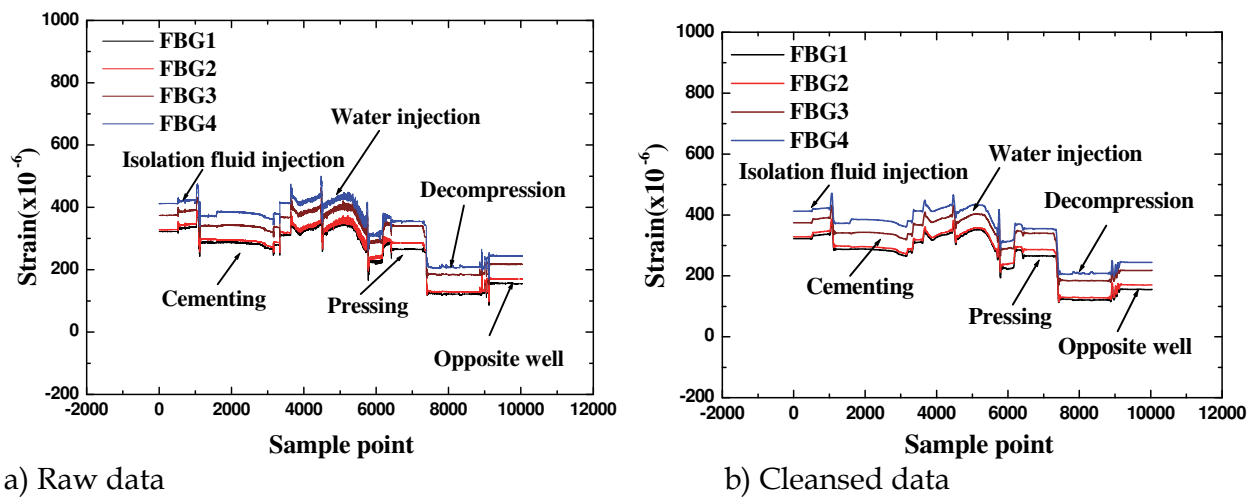 1000
800
600
400
200
0
-200
Strain(x10⁻⁶)
FBG1
FBG2
FBG3
FBG4
Water injection
Isolation fluid injection
Decompression
Cementing
Pressing
Opposite well
-2000 0 2000 4000 6000 8000 10000 12000
Sample point
a) Raw data
1000
800
600
400
200
0
-200
Strain(x10⁻⁶)
FBG1
FBG2
FBG3
FBG4
Water injection
Isolation fluid injection
Decompression
Cementing
Pressing
Opposite well
-2000 0 2000 4000 6000 8000 10000 12000
Sample point
b) Cleansed data